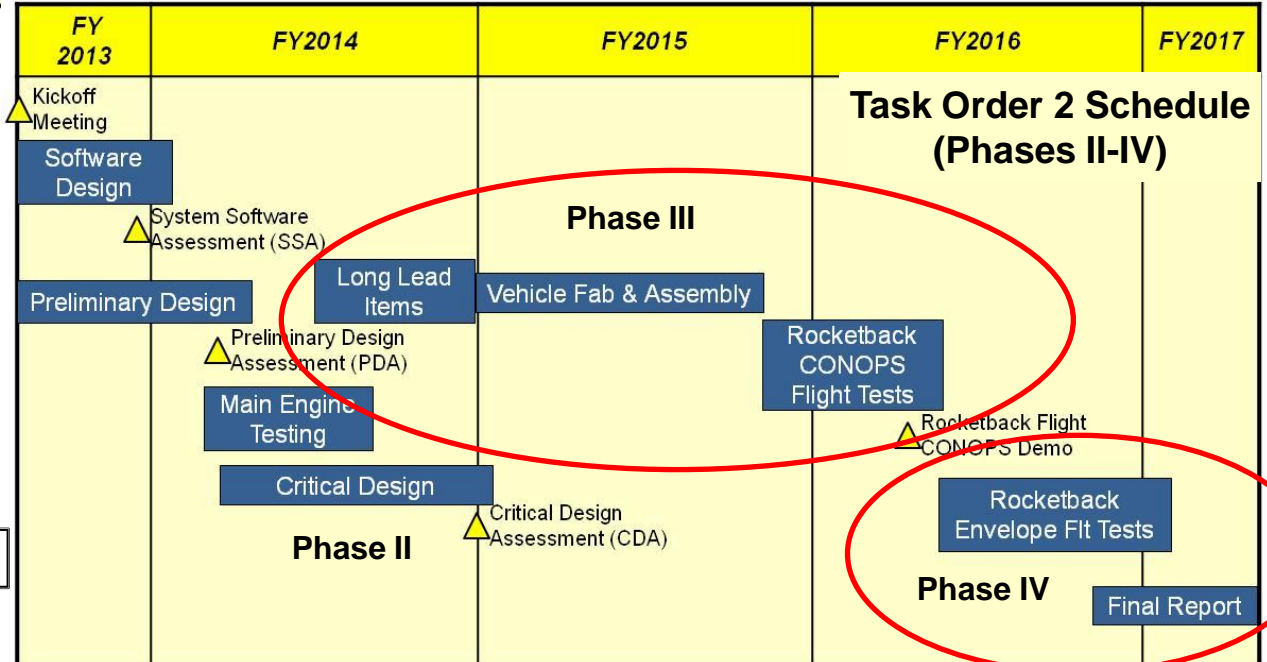 FY
2013
FY2014
FY2015
FY2016
FY2017
Task Order 2 Schedule
(Phases II-IV)
Kickoff
Meeting
Software
Design
System Software
Assessment (SSA)
Phase III
Long Lead
Items
Vehicle Fab & Assembly
Preliminary Design
Preliminary Design
Assessment (PDA)
Rocketback
CONOPS
Flight Tests
Main Engine
Testing
Rocketback Flight
CONOPS Demo
Critical Design
Critical Design
Assessment (CDA)
Phase II
Rocketback
Envelope Flt Tests
Phase IV
Final Report